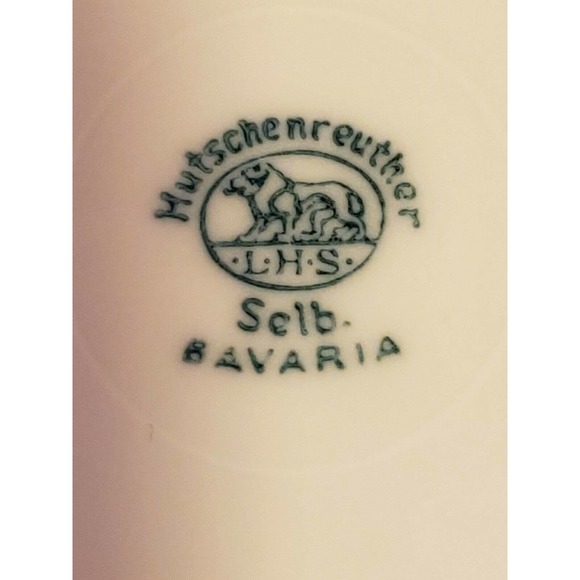 Hutschenreuther
·L·H·S·
Selb.
BAVARIA